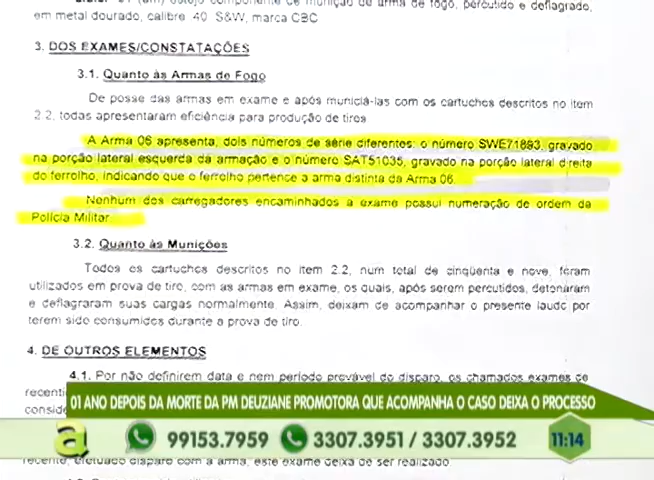 componente de munição de arma de fogo, percutido e deflagrado,
em metal dourado, calibre .40 S&W, marca CBC
3. DOS EXAMES/CONSTATAÇÕES
3.1. Quanto às Armas de Fogo
De posse das armas em exame e após municiá-las com os cartuchos descritos no item
2.2, todas apresentaram eficiência para produção de tiros
A Arma 06 apresenta, dois números de série diferentes: o número SWE71893, gravado
na porção lateral esquerda da armação e o número SAT51035, gravado na porção lateral direita
do ferrolho, indicando que o ferrolho pertence a arma distinta da Arma 06.
Nenhum dos carregadores encaminhados a exame possui numeração de ordem da
Polícia Militar
3.2. Quanto às Munições
Todos os cartuchos descritos no item 2.2, num total de cinqüenta e nove, foram
utilizados em prova de tiro, com as armas em exame, os quais, após serem percutidos, detonaram
e deflagraram suas cargas normalmente. Assim, deixam de acompanhar o presente laudo por
terem sido consumidos durante a prova de tiro.
4. DE OUTROS ELEMENTOS
4.1. Por não definirem data e nem período provável do disparo, os chamados exames de
recenti
conside
01 ANO DEPOIS DA MORTE DA PM DEUZIANE PROMOTORA QUE ACOMPANHA O CASO DEIXA O PROCESSO
a 99153.7959 3307.3951 / 3307.3952 11:14
recente, efetuado disparo com a arma, este exame deixa de ser realizado